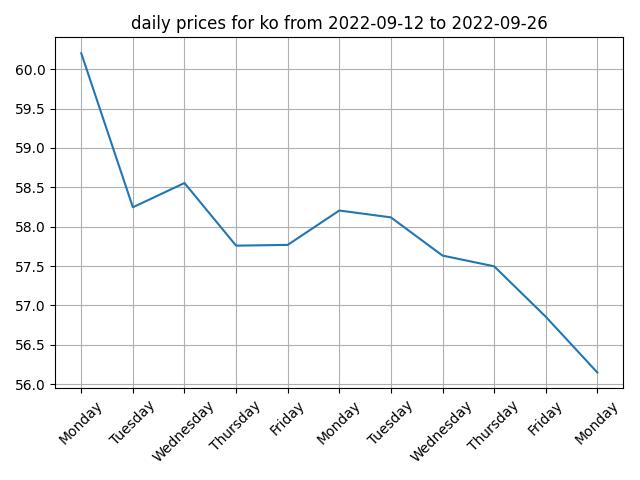 daily prices for ko from 2022-09-12 to 2022-09-26
60.0
59.5
59.0
58.5
58.0
57.5
57.0
56.5
56.0
Monday
Tuesday
Wednesday
Thursday
Friday
Monday
Tuesday
Wednesday
Thursday
Friday
Monday